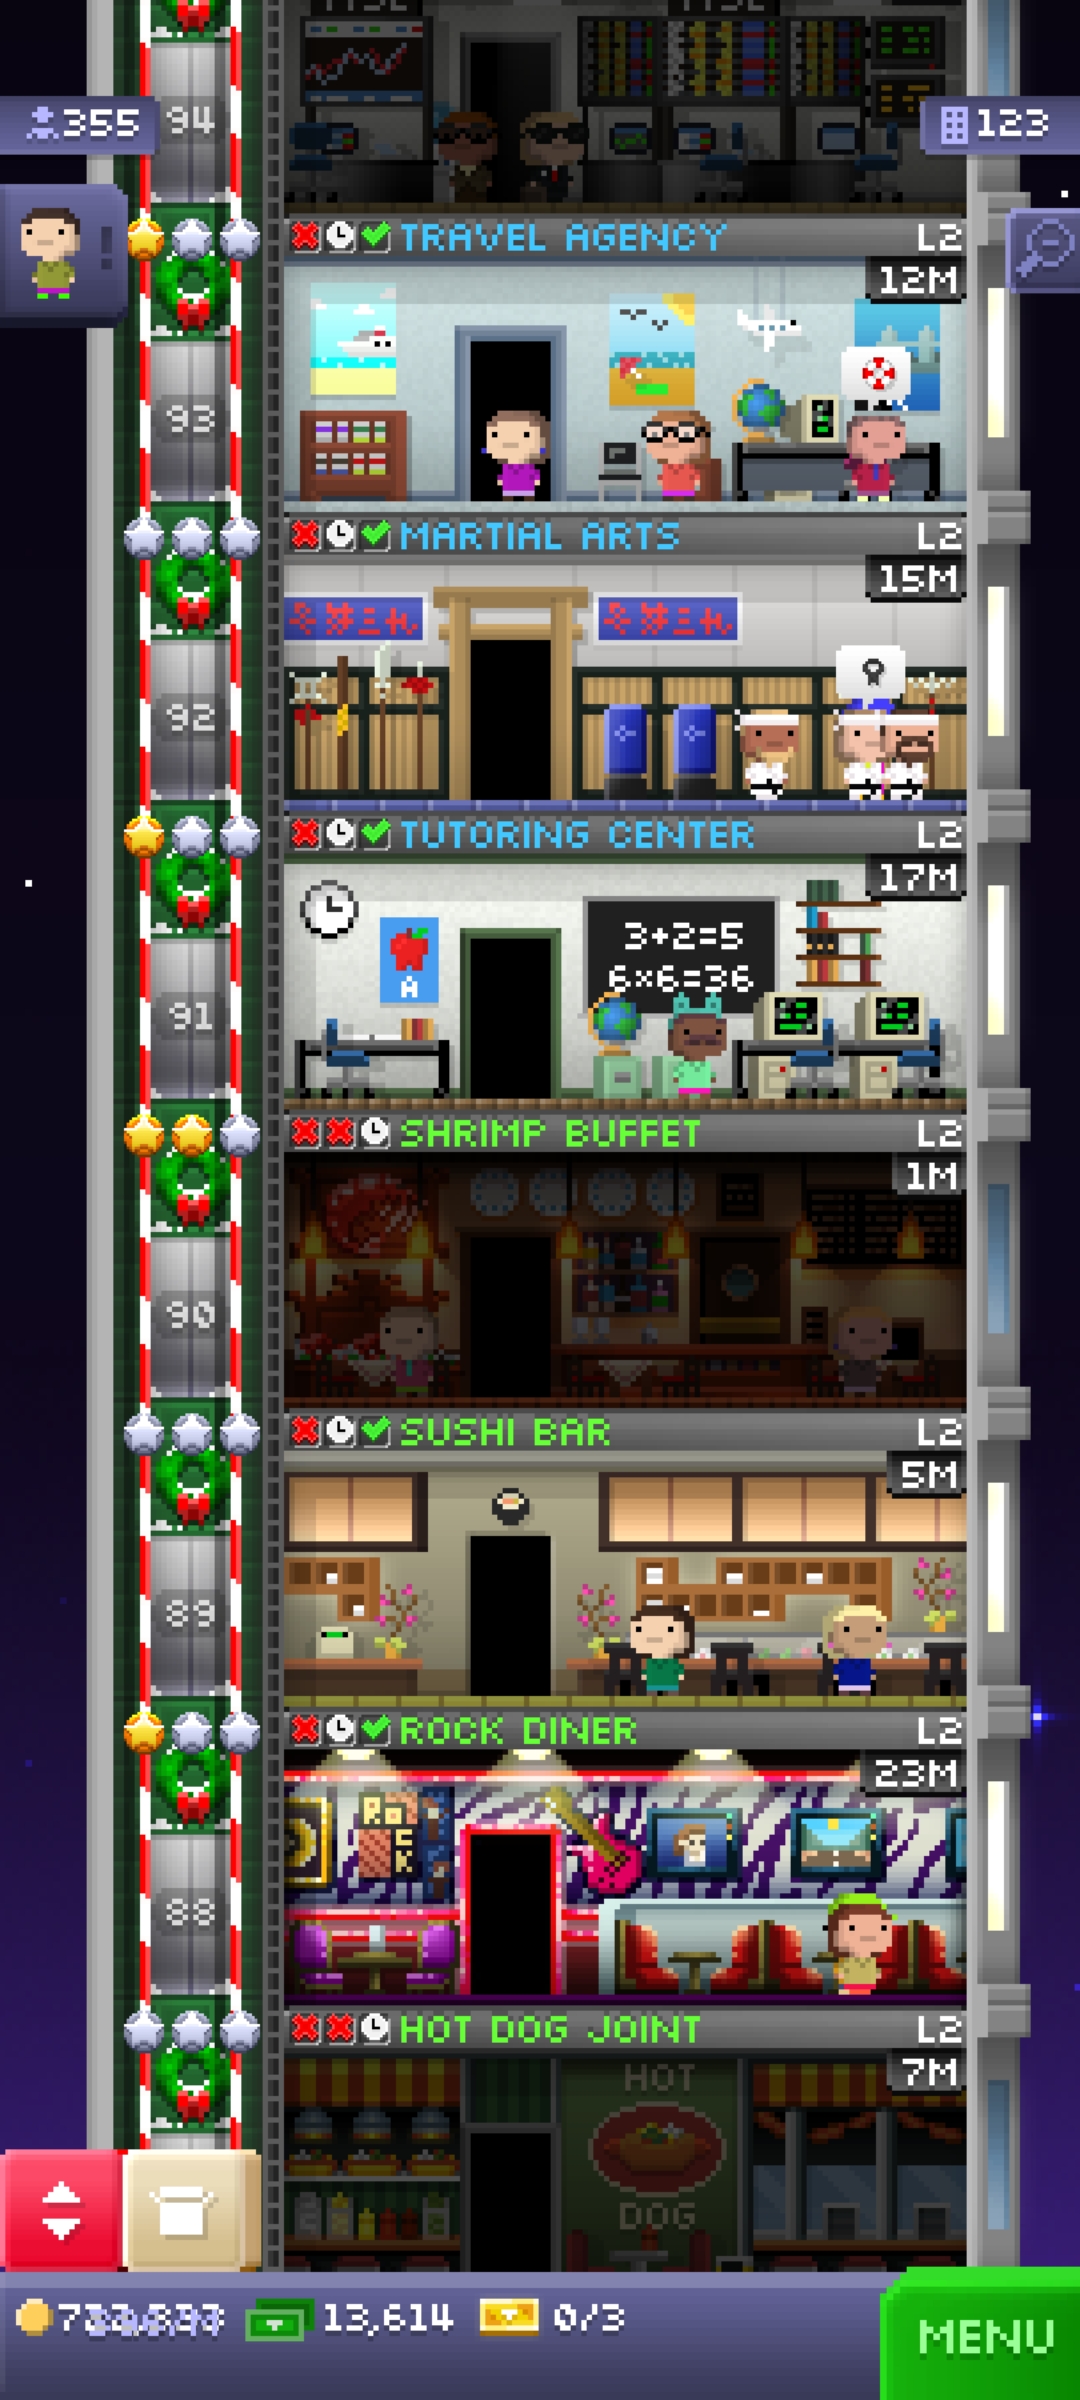 94
355
123
TRAVEL AGENCY L2
12M
93
MARTIAL ARTS L2
15M
92
TUTORING CENTER L2
17M
3+2=5
6×6=36
A
91
SHRIMP BUFFET L2
1M
90
SUSHI BAR L2
5M
89
ROCK DINER L2
23M
ROCK
88
HOT DOG JOINT L2
7M
HOT
DOG
13,614 0/3
MENU